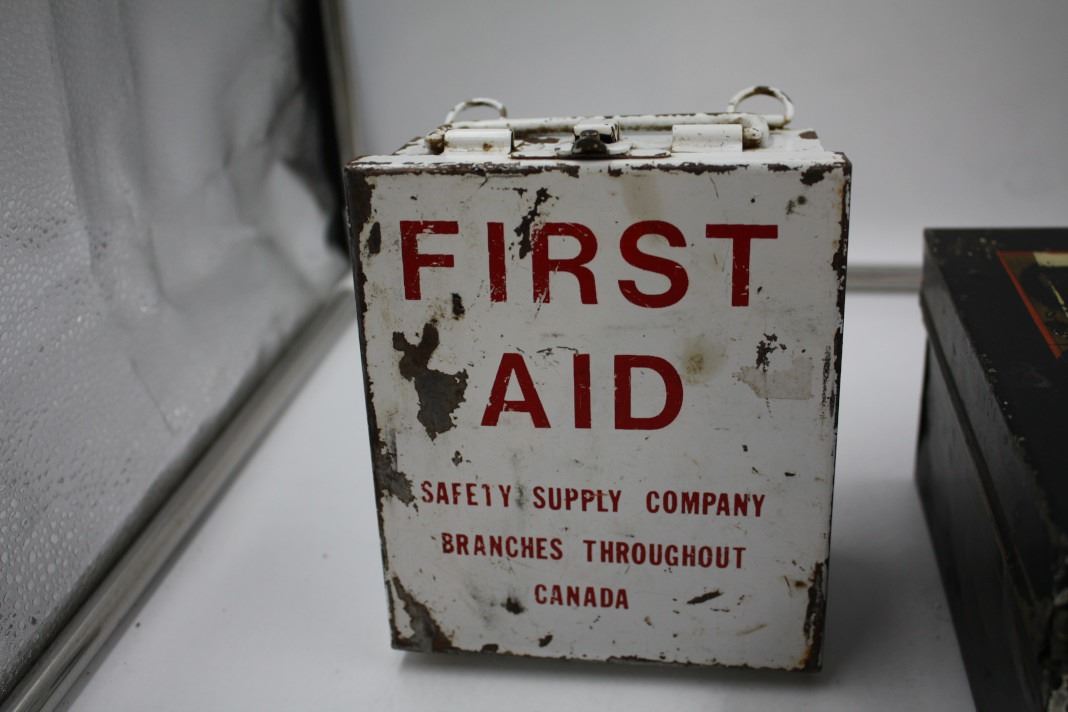 FIRST
AID
SAFETY SUPPLY COMPANY
BRANCHES THROUGHOUT
CANADA